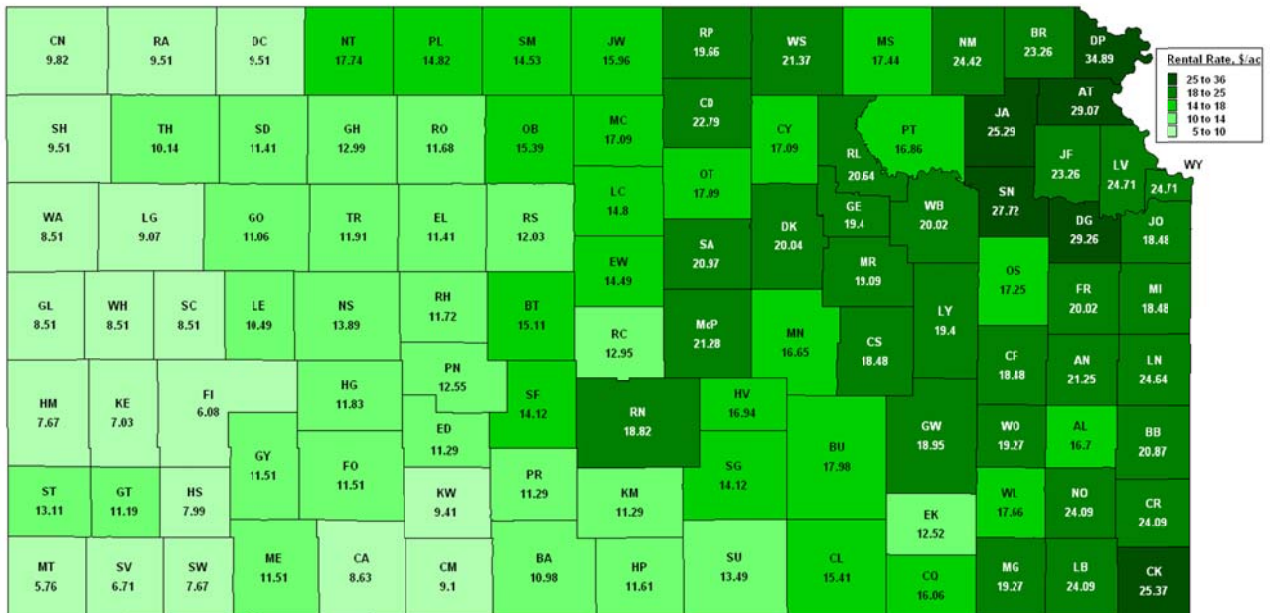 CN
9.82
RA
9.51
DC
9.51
NT
17.74
PL
14.82
SM
14.53
JW
15.96
RP
19.66
WS
21.37
MS
17.44
NM
24.42
BR
23.26
DP
34.89
Rental Rate, $/ac
25 to 36
18 to 25
14 to 18
10 to 14
5 to 10
SH
9.51
TH
10.14
SD
11.41
GH
12.99
RO
11.68
OB
15.39
MC
17.09
CD
22.79
CY
17.09
RL
20.64
PT
16.86
JA
25.29
AT
29.07
JF
23.26
LV
24.71
WY
24.71
WA
8.51
LG
9.07
GO
11.06
TR
11.91
EL
11.41
RS
12.03
LC
14.8
OT
17.09
SA
20.97
DK
20.04
GE
19.4
WB
20.02
SN
27.72
DG
29.26
JO
18.48
EW
14.49
MR
19.09
OS
17.25
FR
20.02
MI
18.48
GL
8.51
WH
8.51
SC
8.51
LE
10.49
NS
13.89
RH
11.72
BT
15.11
RC
12.95
McP
21.28
MN
16.65
CS
18.48
LY
19.4
CF
18.48
AN
21.25
LN
24.64
HM
7.67
KE
7.03
FI
6.08
HG
11.83
PN
12.55
SF
14.12
RN
18.82
HV
16.94
BU
17.98
GW
18.95
WO
19.27
AL
16.7
BB
20.87
GY
11.51
FO
11.51
ED
11.29
PR
11.29
KM
11.29
SG
14.12
ST
13.11
GT
11.19
HS
7.99
KW
9.41
EK
12.52
WL
17.66
NO
24.09
CR
24.09
MT
5.76
SV
6.71
SW
7.67
ME
11.51
CA
8.63
CM
9.1
BA
10.98
HP
11.61
SU
13.49
CL
15.41
CQ
16.06
MG
19.27
LB
24.09
CK
25.37